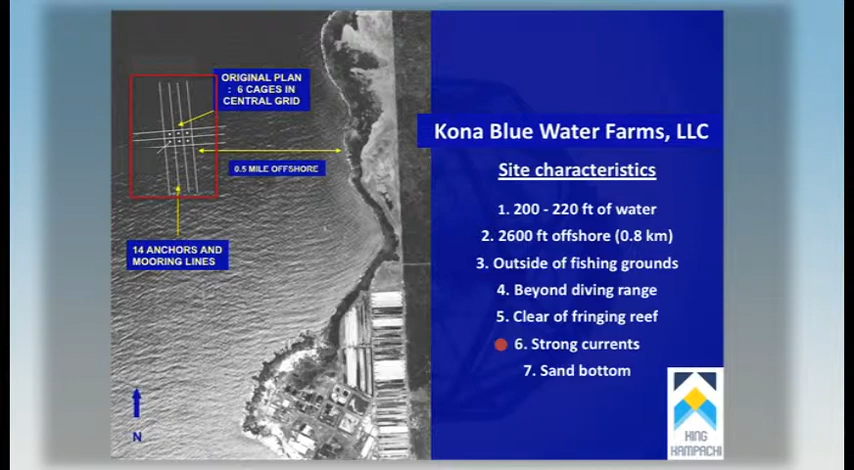 ORIGINAL PLAN
: 6 CAGES IN
CENTRAL GRID
0.5 MILE OFFSHORE
14 ANCHORS AND
MOORING LINES
N
Kona Blue Water Farms, LLC
Site characteristics
1. 200 - 220 ft of water
2. 2600 ft offshore (0.8 km)
3. Outside of fishing grounds
4. Beyond diving range
5. Clear of fringing reef
6. Strong currents
7. Sand bottom
KING
KAMPACHI